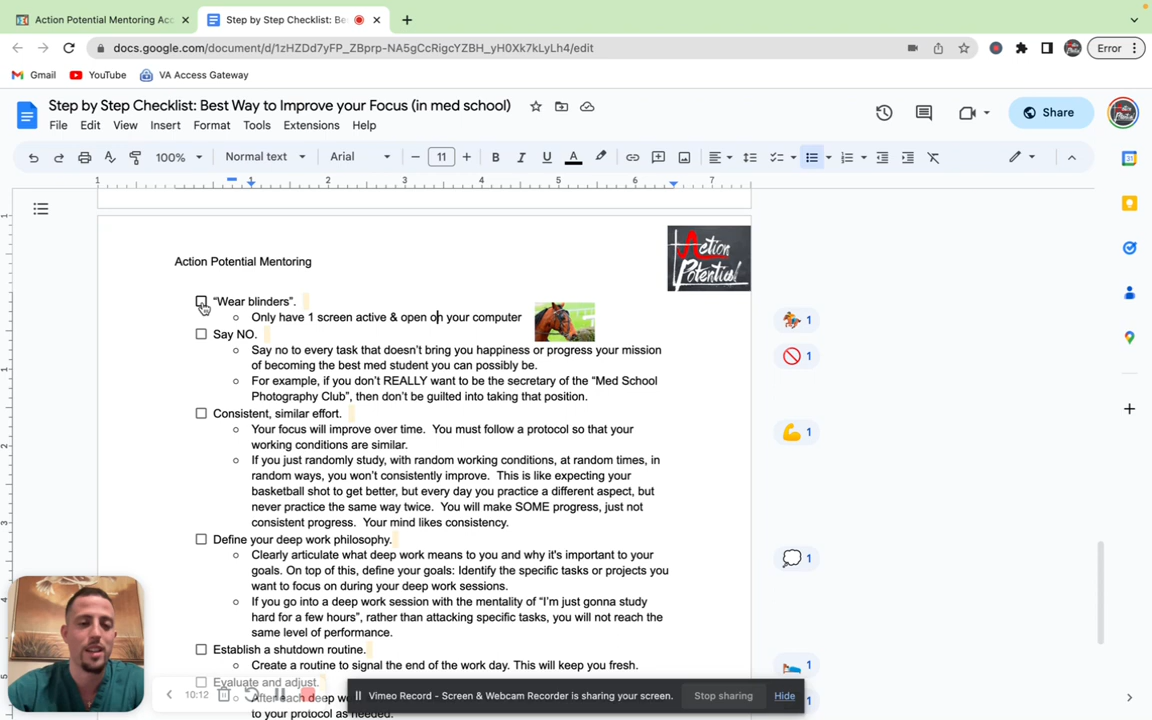 Action Potential Mentoring Acc
Step by Step Checklist: Be
docs.google.com/document/d/1zHZDd7yFP_ZBprp-NA5gCcRigcYZBH_yH0Xk7kLyLh4/edit
Error
Gmail
YouTube
VA Access Gateway
Step by Step Checklist: Best Way to Improve your Focus (in med school)
Share
File Edit View Insert Format Tools Extensions Help
100% Normal text Arial 11 B I U A
1 1 2 3 4 5 6 7
Action Potential Mentoring
Action
Potential
“Wear blinders”.
Only have 1 screen active & open on your computer
1
Say NO.
Say no to every task that doesn’t bring you happiness or progress your mission
1
of becoming the best med student you can possibly be.
For example, if you don’t REALLY want to be the secretary of the “Med School
Photography Club”, then don’t be guilted into taking that position.
Consistent, similar effort.
Your focus will improve over time.  You must follow a protocol so that your
1
working conditions are similar.
If you just randomly study, with random working conditions, at random times, in
random ways, you won’t consistently improve.  This is like expecting your
basketball shot to get better, but every day you practice a different aspect, but
never practice the same way twice.  You will make SOME progress, just not
consistent progress.  Your mind likes consistency.
Define your deep work philosophy.
Clearly articulate what deep work means to you and why it's important to your
1
goals. On top of this, define your goals: Identify the specific tasks or projects you
want to focus on during your deep work sessions.
If you go into a deep work session with the mentality of “I’m just gonna study
hard for a few hours”, rather than attacking specific tasks, you will not reach the
same level of performance.
Establish a shutdown routine.
Create a routine to signal the end of the work day. This will keep you fresh.
1
Evaluate and adjust.
10:12
Vimeo Record - Screen & Webcam Recorder is sharing your screen.
Stop sharing
Hide
After each deep w
1
to your protocol as needed.